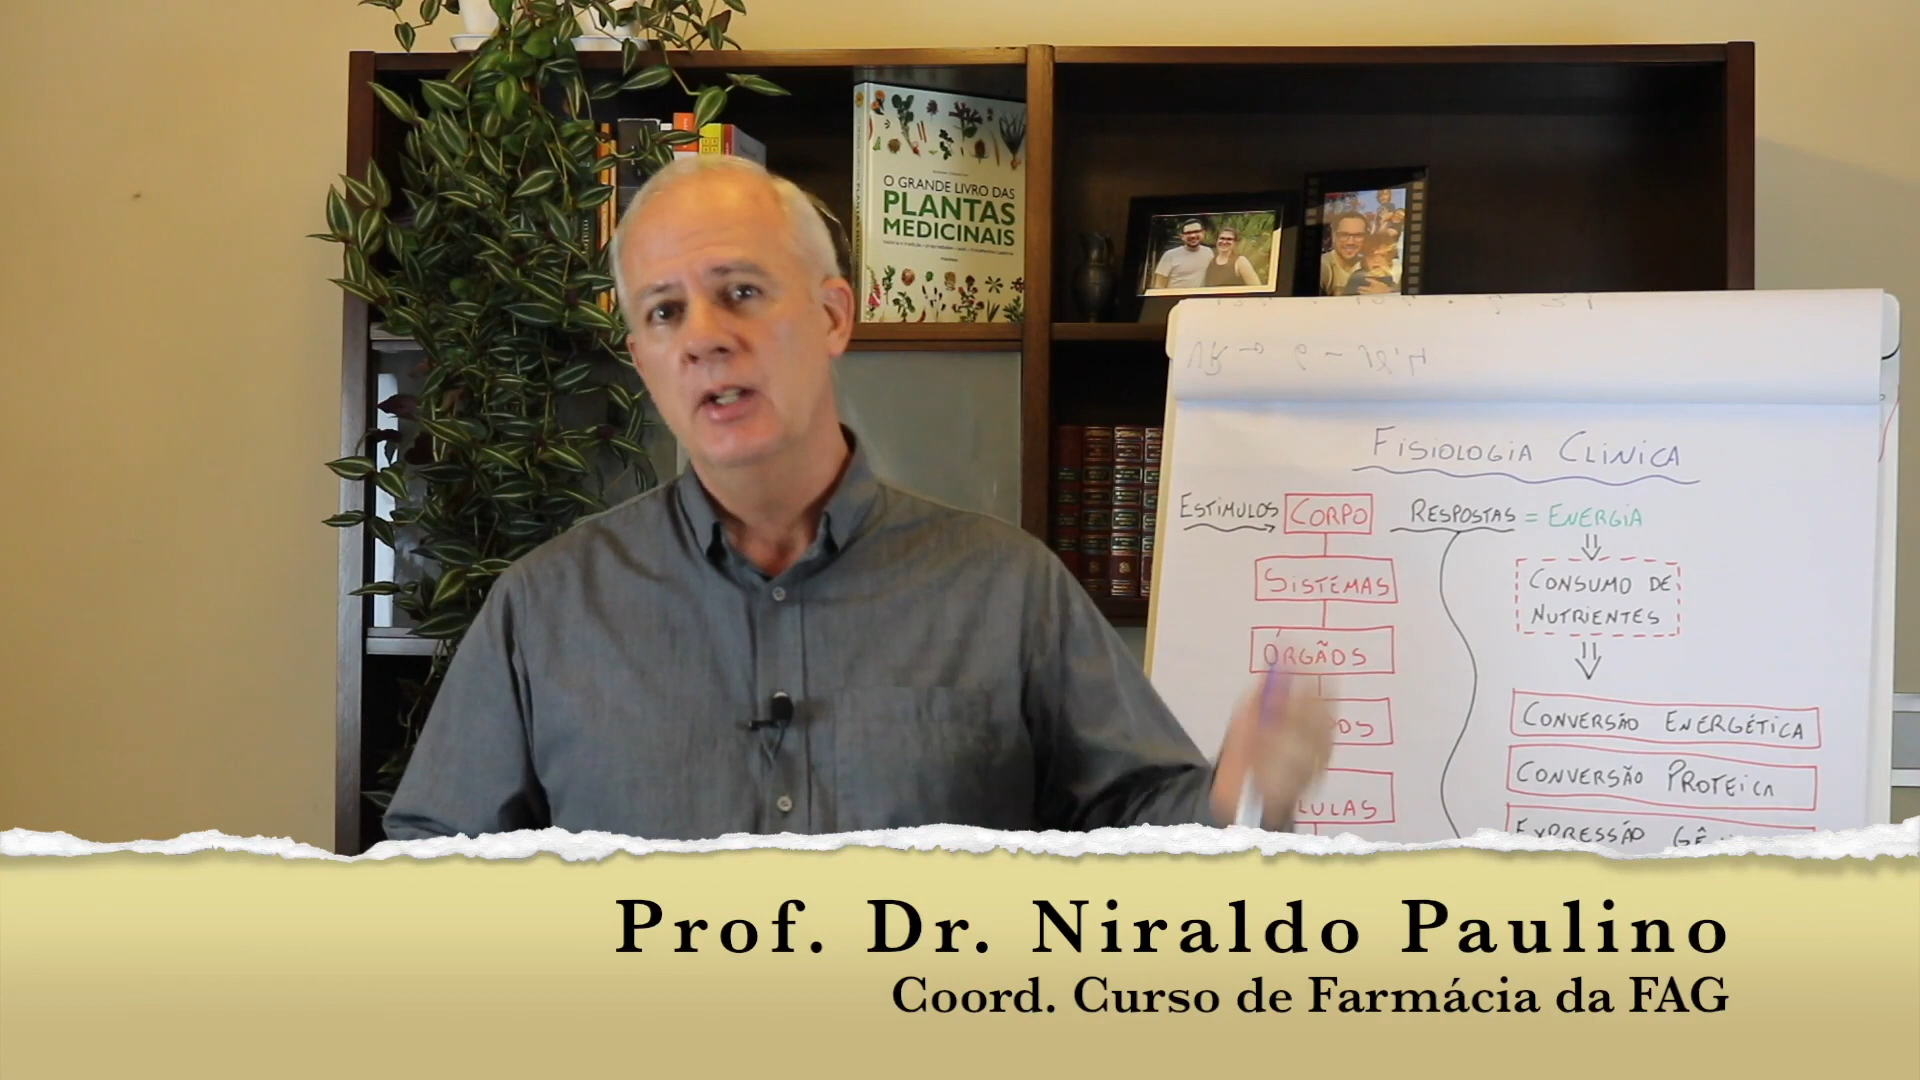 O GRANDE LIVRO DAS
PLANTAS
MEDICINAIS
FISIOLOGIA CLINICA
ESTIMULOS CORPO RESPOSTAS = ENERGIA
SISTEMAS
ÓRGÃOS
CONSUMO DE
NUTRIENTES
CONVERSÃO ENERGÉTICA
CONVERSÃO PROTEICA
EXPRESSÃO
Prof. Dr. Niraldo Paulino
Coord. Curso de Farmácia da FAG